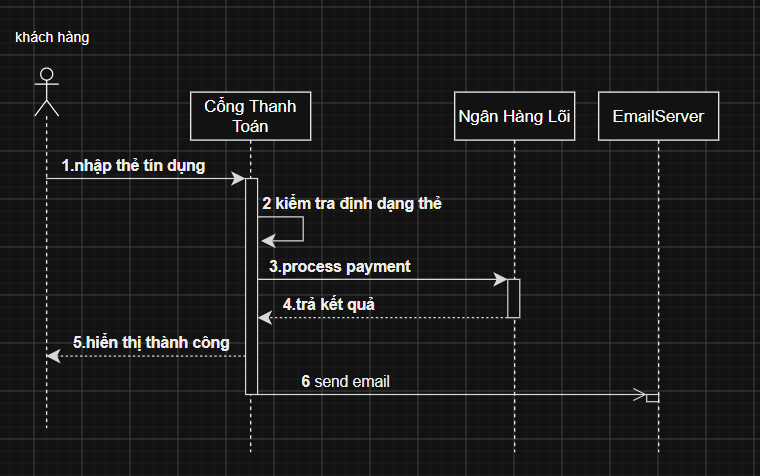 khách hàng
Cổng Thanh
Toán
Ngân Hàng Lõi
EmailServer
1.nhập thẻ tín dụng
2 kiểm tra định dạng thẻ
3.process payment
4.trả kết quả
5.hiển thị thành công
6 send email